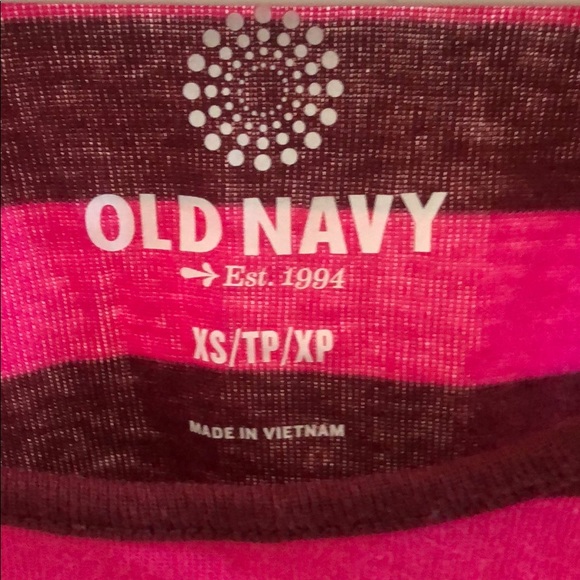 OLD NAVY
Est. 1994
XS/TP/XP
MADE IN VIETNAM